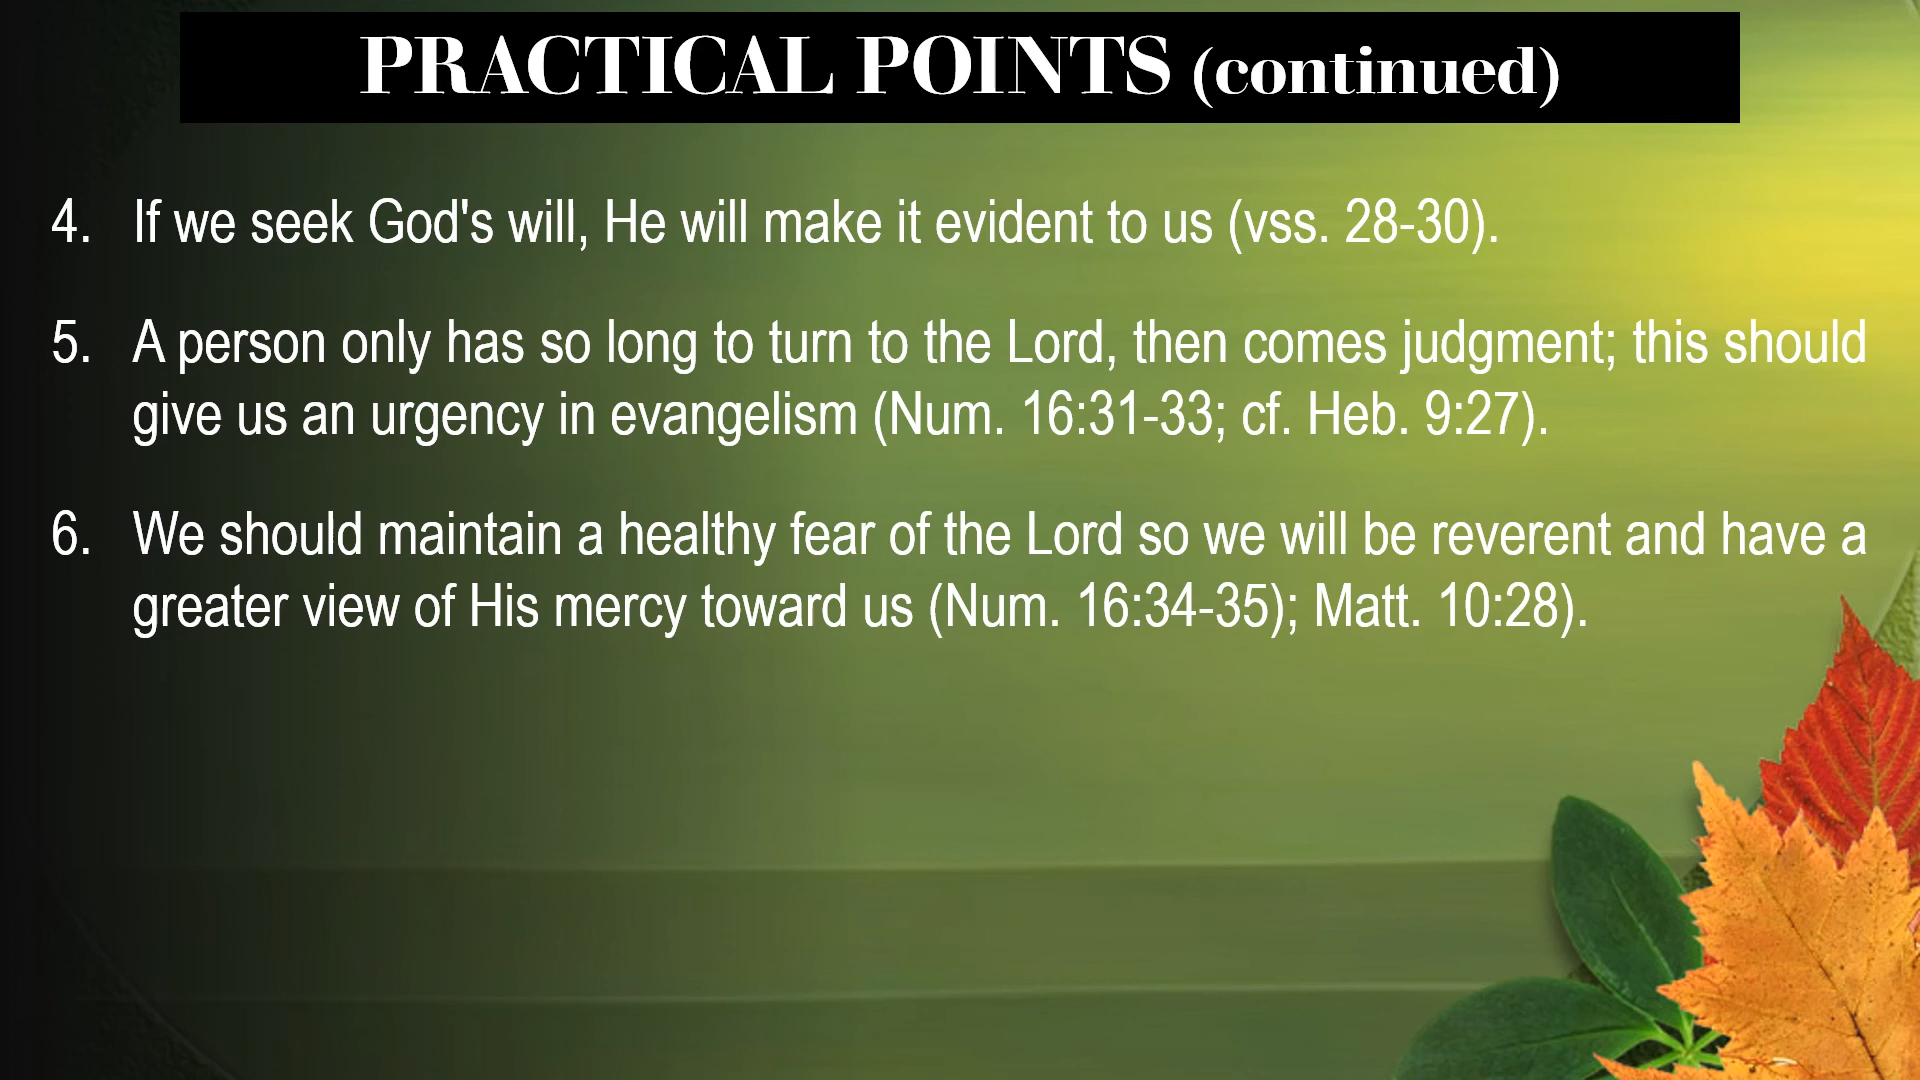 PRACTICAL POINTS (continued)
4. If we seek God's will, He will make it evident to us (vss. 28-30).
5. A person only has so long to turn to the Lord, then comes judgment; this should
give us an urgency in evangelism (Num. 16:31-33; cf. Heb. 9:27).
6. We should maintain a healthy fear of the Lord so we will be reverent and have a
greater view of His mercy toward us (Num. 16:34-35); Matt. 10:28).